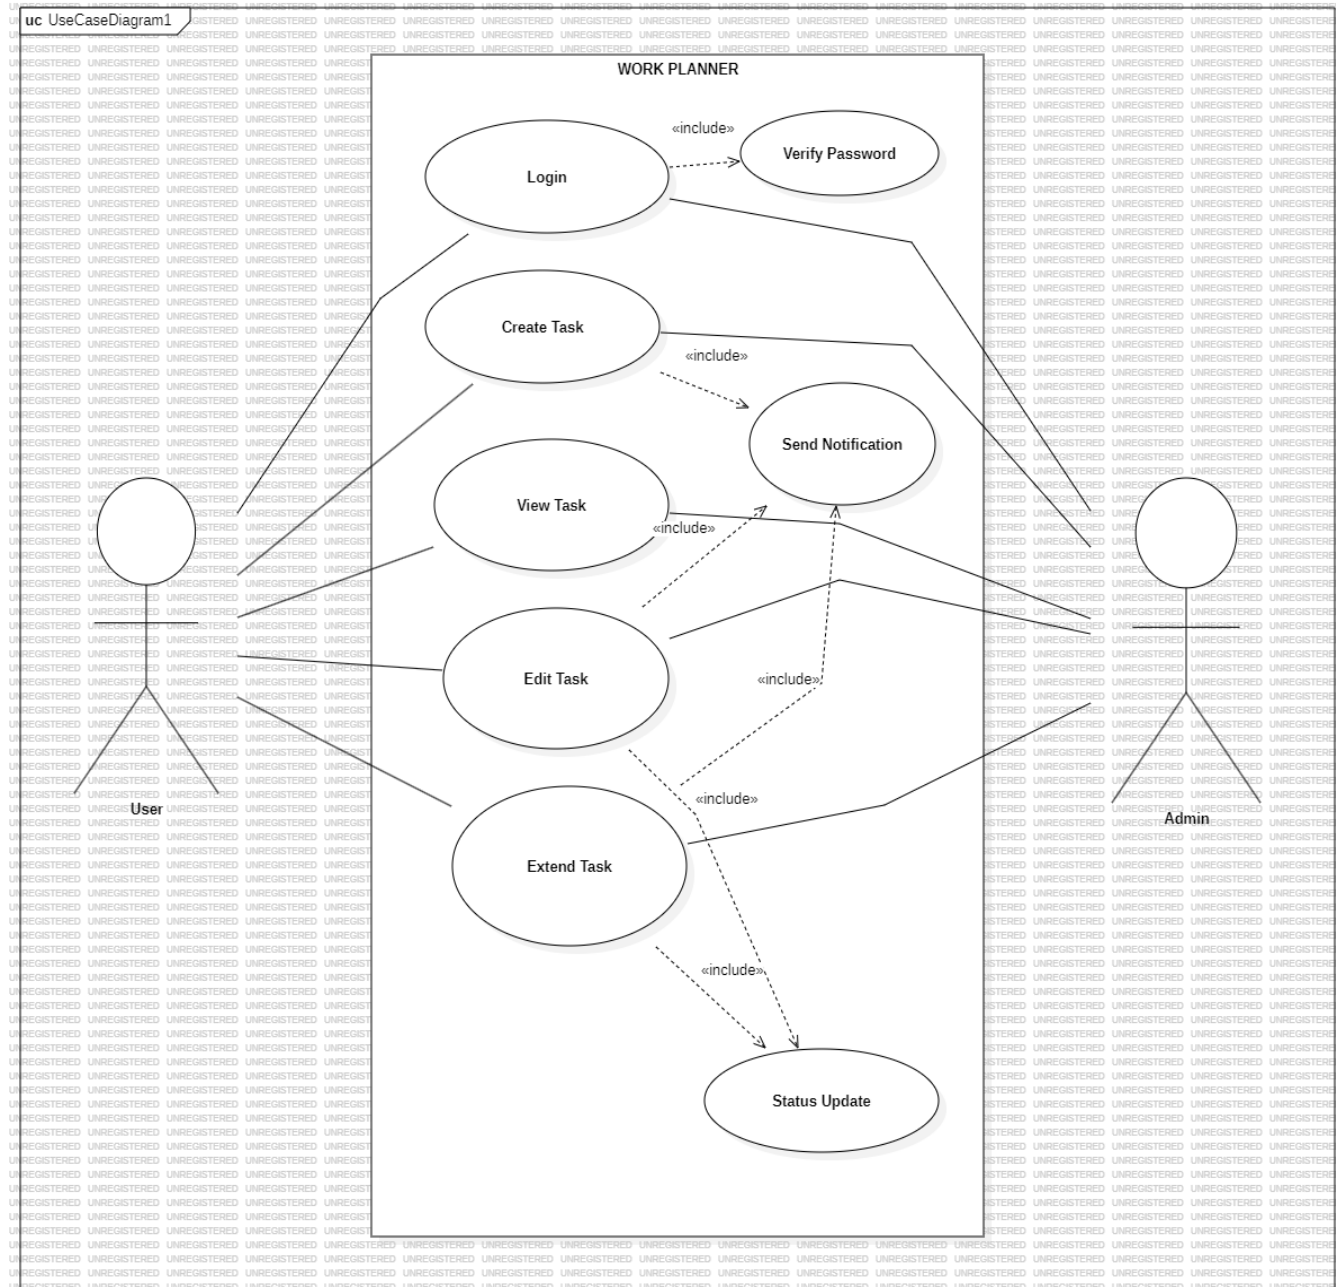 uc UseCaseDiagram1
WORK PLANNER
«include»
Verify Password
Login
Create Task
«include»
Send Notification
View Task
«include»
Edit Task
«include»
«include»
User
Admin
Extend Task
«include»
Status Update
UNREGISTERED